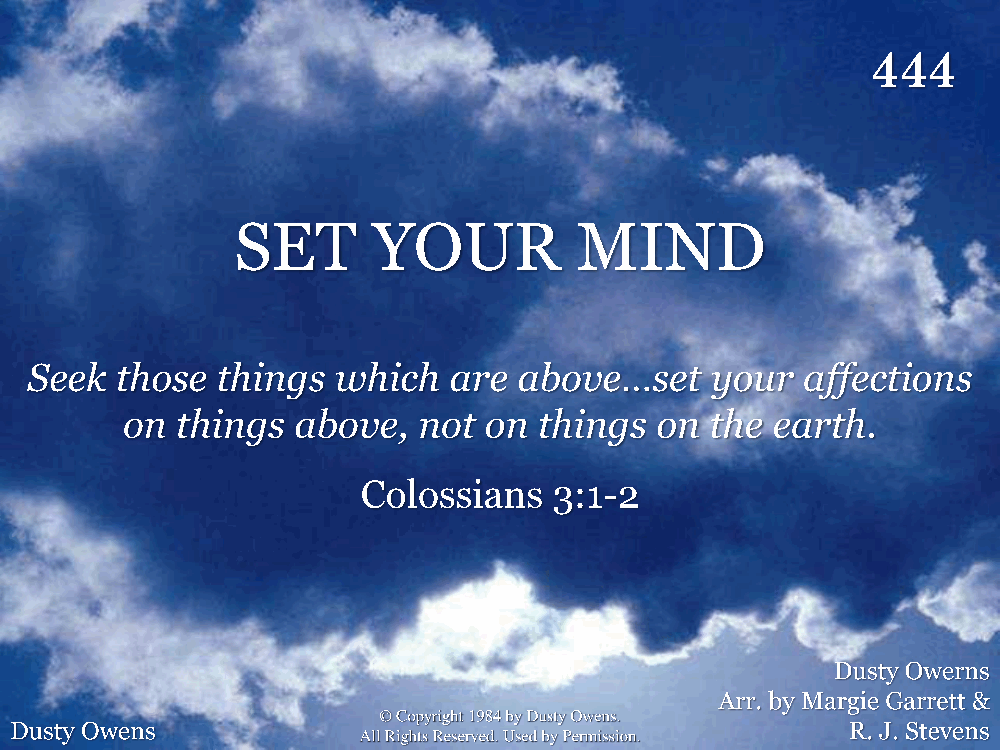 444
SET YOUR MIND
Seek those things which are above...set your affections
on things above, not on things on the earth.
Colossians 3:1-2
Dusty Owens
© Copyright 1984 by Dusty Owens.
All Rights Reserved. Used by Permission.
Dusty Owerns
Arr. by Margie Garrett &
R. J. Stevens